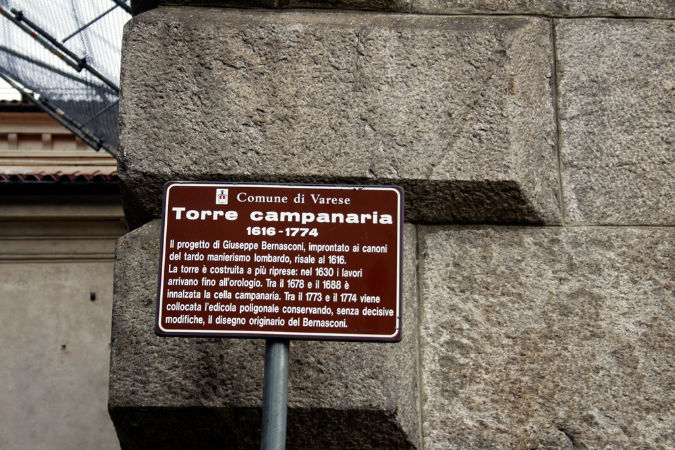 Comune di Varese
Torre campanaria
1616-1774
Il progetto di Giuseppe Bernasconi, improntato ai canoni
del tardo manierismo lombardo, risale al 1616.
La torre è costruita a più riprese: nel 1630 i lavori
arrivano fino all'orologio. Tra il 1678 e il 1688 è
innalzata la cella campanaria. Tra il 1773 e il 1774 viene
collocata l'edicola poligonale conservando, senza decisive
modifiche, il disegno originario del Bernasconi.